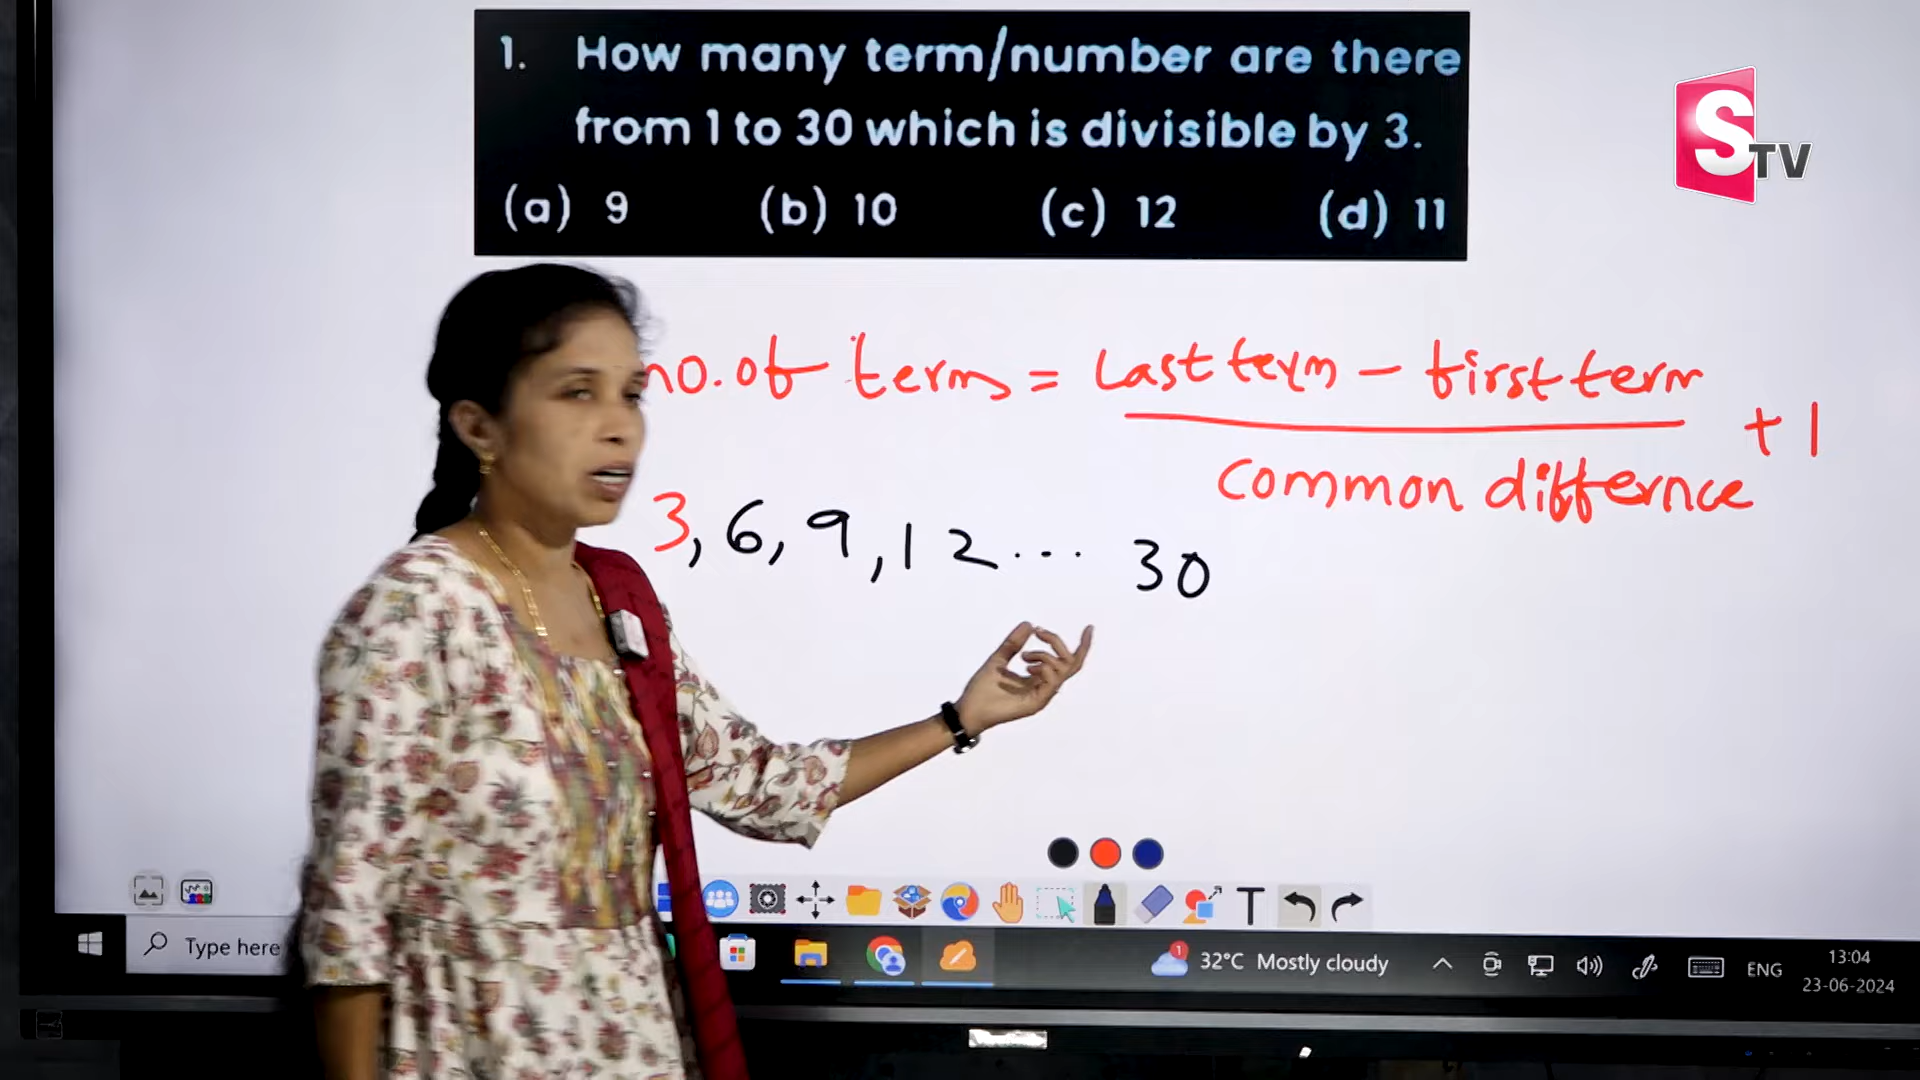 1. How many term/number are there
from 1 to 30 which is divisible by 3.
(a) 9 (b) 10 (c) 12 (d) 11
S TV
no. of term = Last term - first term + 1
common differnce
3, 6, 9, 12 ... 30
Type here
1
32°C Mostly cloudy
ENG
13:04
23-06-2024